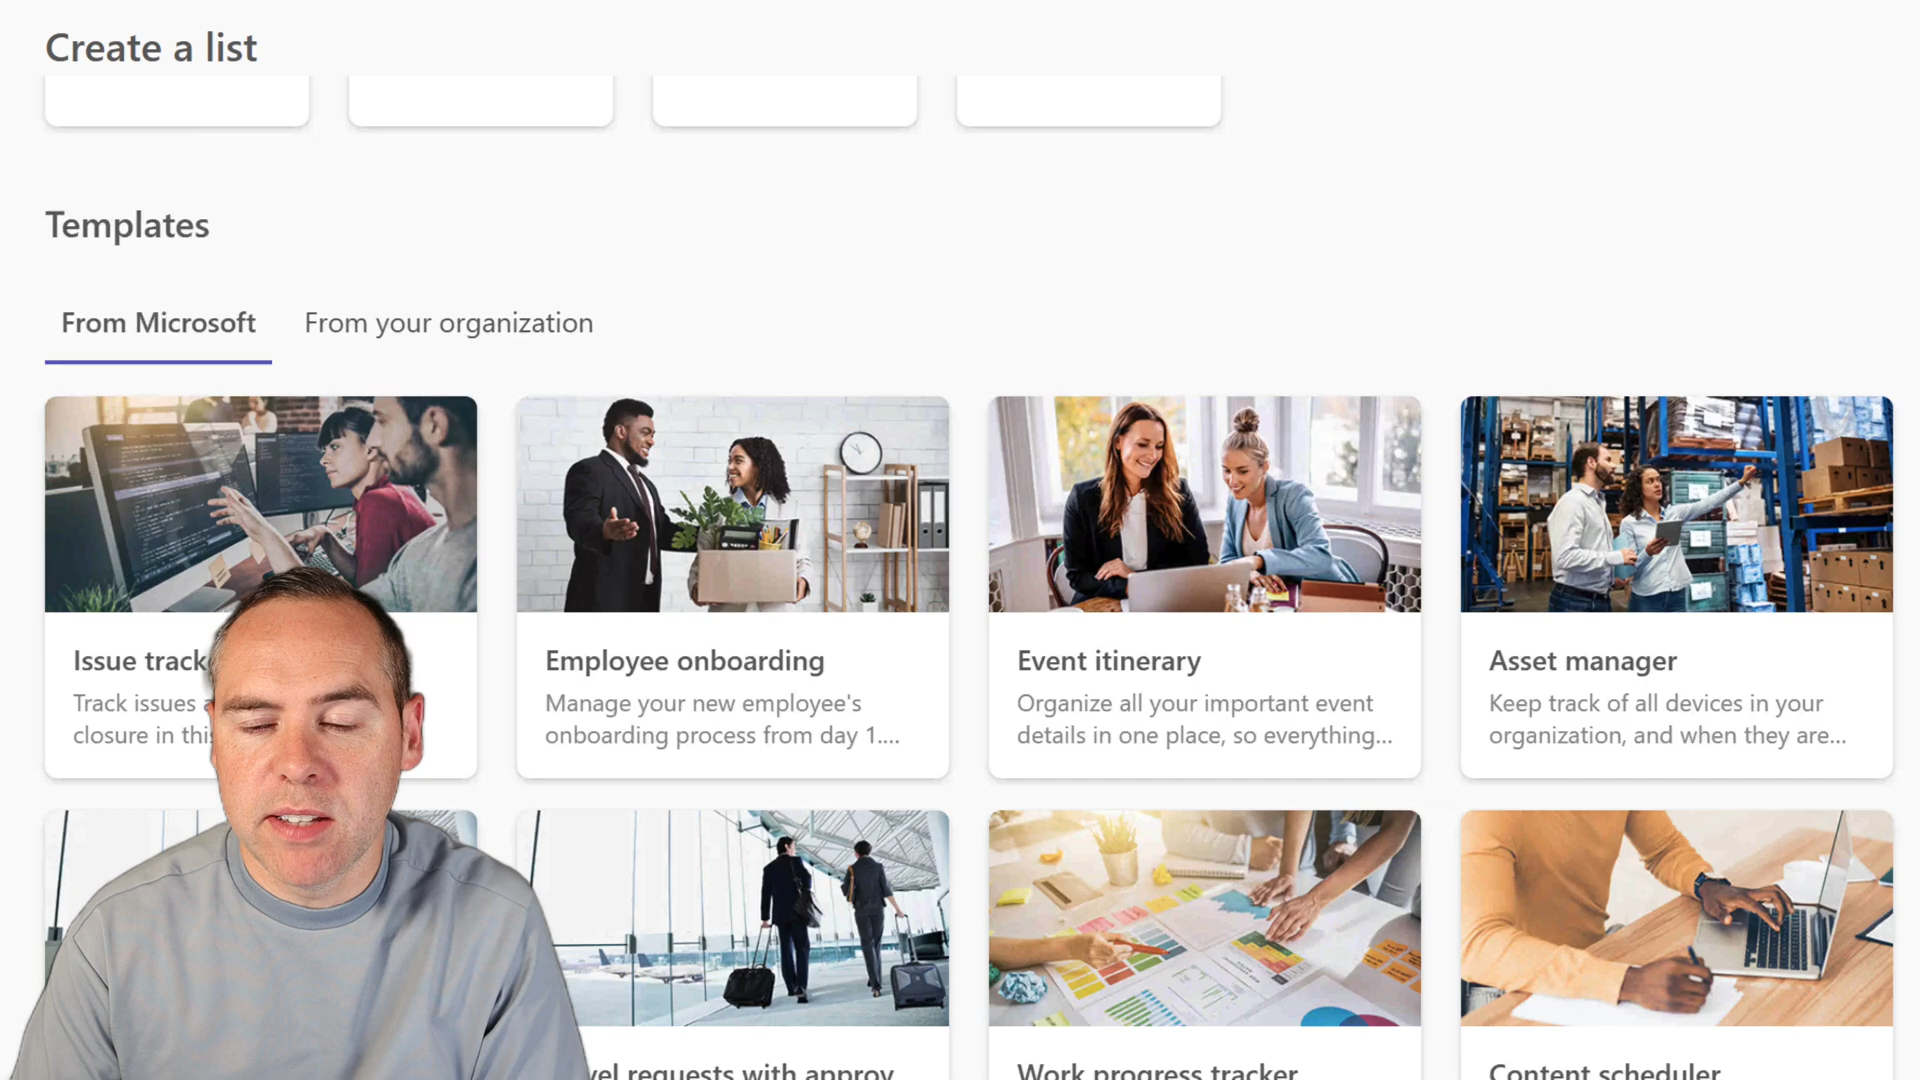 Create a list
Templates
From Microsoft
From your organization
Issue track
Track issues
closure in this
Employee onboarding
Manage your new employee's
onboarding process from day 1....
Event itinerary
Organize all your important event
details in one place, so everything...
Asset manager
Keep track of all devices in your
organization, and when they are...
requests with approv
Work progress tracker
Content scheduler